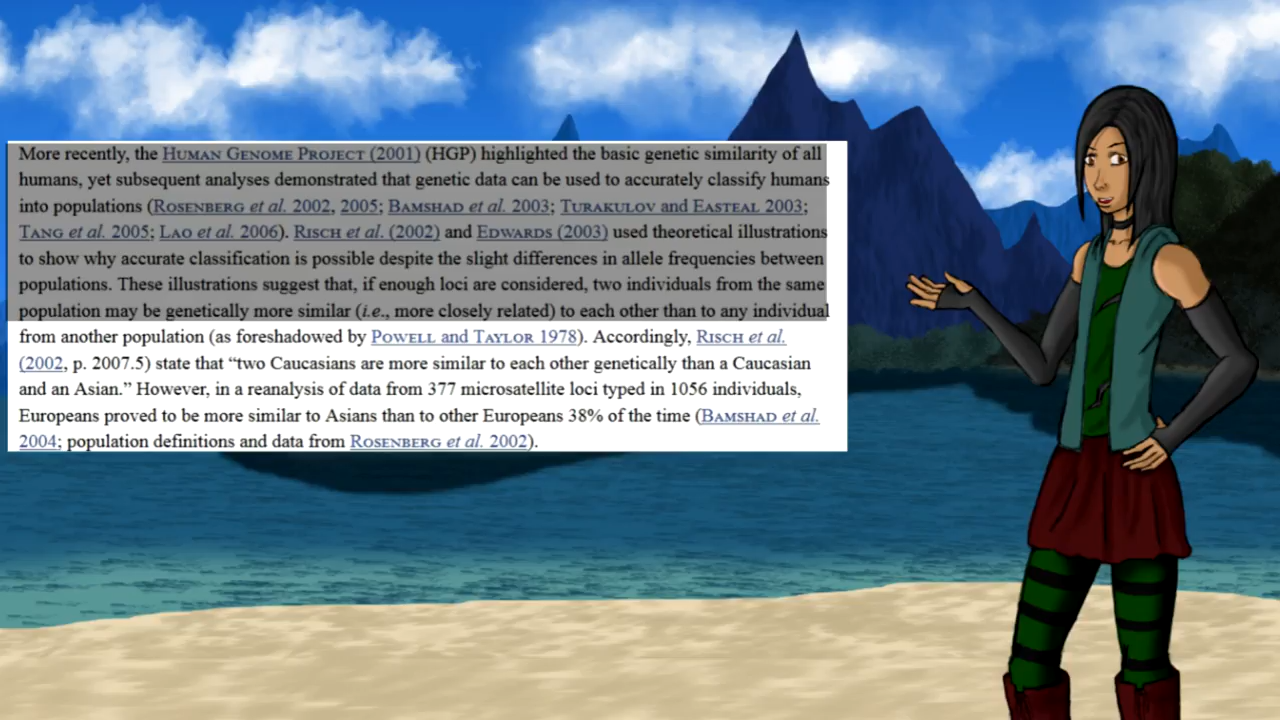 More recently, the HUMAN GENOME PROJECT (2001) (HGP) highlighted the basic genetic similarity of all
humans, yet subsequent analyses demonstrated that genetic data can be used to accurately classify humans
into populations (ROSENBERG et al. 2002, 2005; BAMSHAD et al. 2003; TURAKULOV and EASTEAL 2003;
TANG et al. 2005; LAO et al. 2006). RISCH et al. (2002) and EDWARDS (2003) used theoretical illustrations
to show why accurate classification is possible despite the slight differences in allele frequencies between
populations. These illustrations suggest that, if enough loci are considered, two individuals from the same
population may be genetically more similar (i.e., more closely related) to each other than to any individual
from another population (as foreshadowed by POWELL and TAYLOR 1978). Accordingly, RISCH et al.
(2002, p. 2007.5) state that “two Caucasians are more similar to each other genetically than a Caucasian
and an Asian.” However, in a reanalysis of data from 377 microsatellite loci typed in 1056 individuals,
Europeans proved to be more similar to Asians than to other Europeans 38% of the time (BAMSHAD et al.
2004; population definitions and data from ROSENBERG et al. 2002).